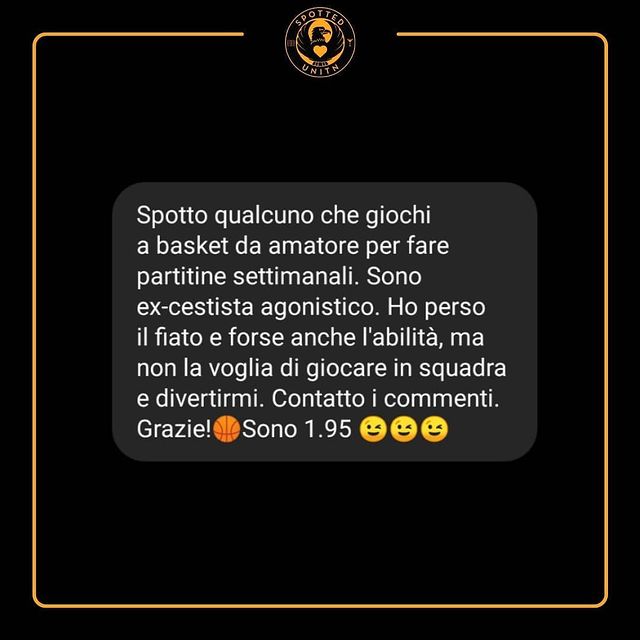 SPOTTED
UNITN
Spotto qualcuno che giochi
a basket da amatore per fare
partitine settimanali. Sono
ex-cestista agonistico. Ho perso
il fiato e forse anche l'abilità, ma
non la voglia di giocare in squadra
e divertirmi. Contatto i commenti.
Grazie!🏀Sono 1.95 😉😉😉